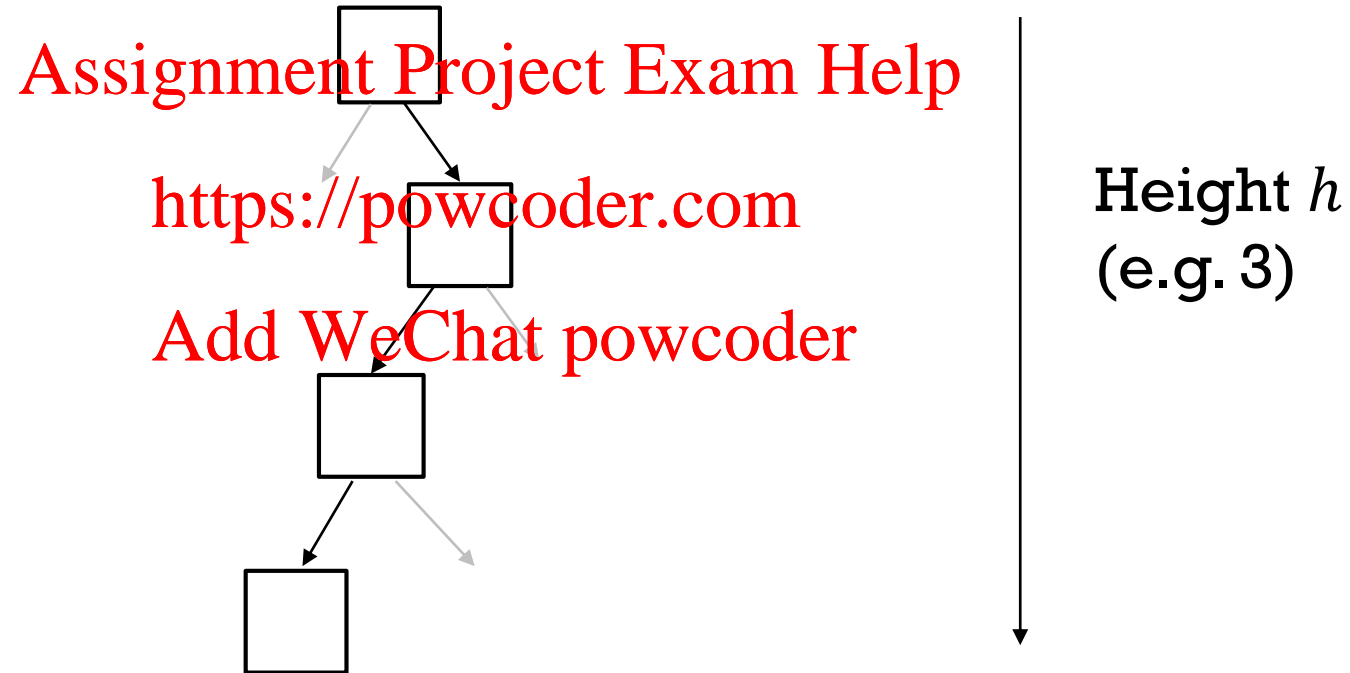 Assignment Project Exam Help
https://powcoder.com
Add WeChat powcoder
Height h
(e.g. 3)